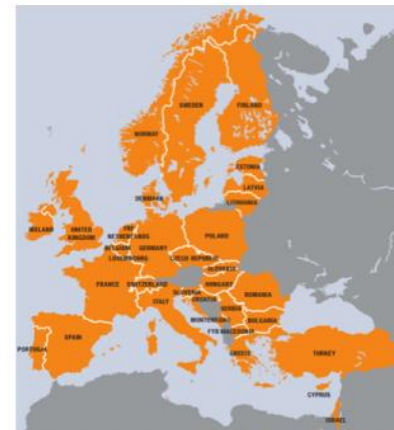 SWEDEN
FINLAND
NORWAY
ESTONIA
LATVIA
LITHUANIA
DENMARK
IRELAND
UNITED
KINGDOM
THE
NETHERLANDS
BELGIUM
GERMANY
POLAND
LUXEMBOURG
CZECH REPUBLIC
SLOVAKIA
FRANCE
SWITZERLAND
HUNGARY
SLOVENIA
CROATIA
ROMANIA
ITALY
SERBIA
MONTENEGRO
BULGARIA
FYR MACEDONIA
PORTUGAL
SPAIN
GREECE
TURKEY
CYPRUS
ISRAEL